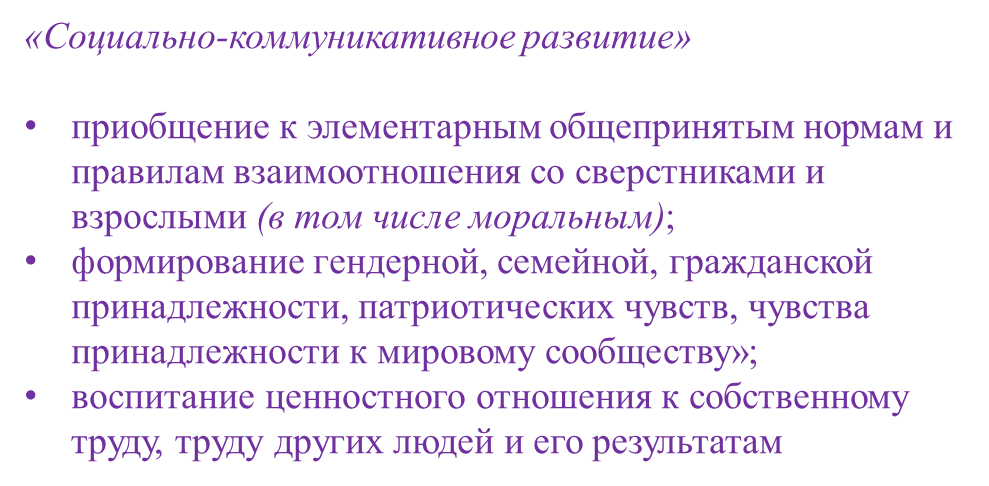 «Социально-коммуникативное развитие»
• приобщение к элементарным общепринятым нормам и
правилам взаимоотношения со сверстниками и
взрослыми (в том числе моральным);
• формирование гендерной, семейной, гражданской
принадлежности, патриотических чувств, чувства
принадлежности к мировому сообществу»;
• воспитание ценностного отношения к собственному
труду, труду других людей и его результатам